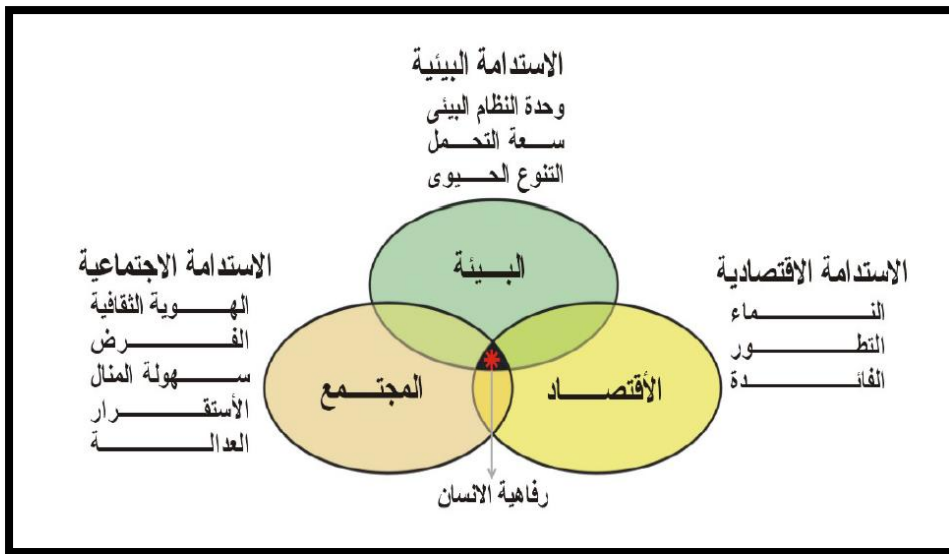 الاستدامة البيئية
وحدة النظام البيئى
سعة التحمل
التنوع الحيوى
البيئة
الاستدامة الاجتماعية
الهوية الثقافية
الفرض
سهولة المنال
الأستقرار
العدالة
المجتمع
الأقتصاد
الاستدامة الاقتصادية
النماء
التطور
الفائدة
رفاهية الانسان